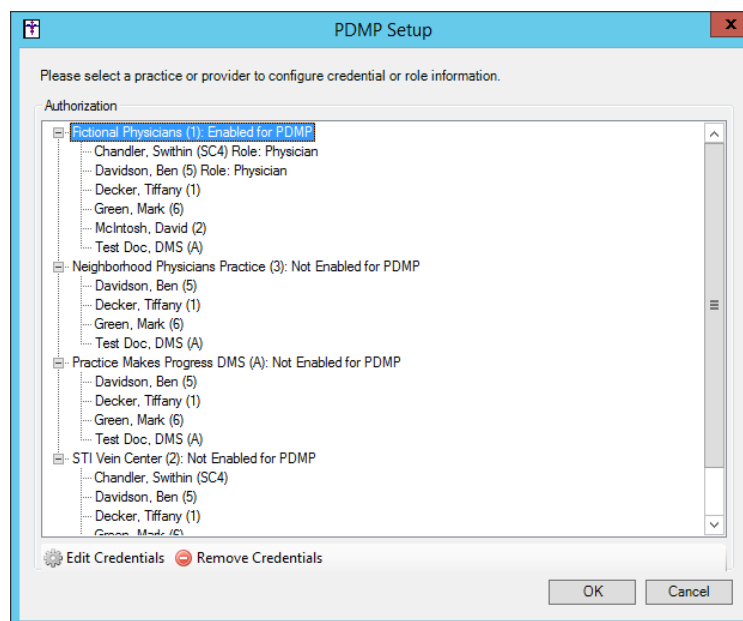 PDMP Setup
x
Please select a practice or provider to configure credential or role information.
Authorization
Fictional Physicians (1): Enabled for PDMP
Chandler, Swithin (SC4) Role: Physician
Davidson, Ben (5) Role: Physician
Decker, Tiffany (1)
Green, Mark (6)
McIntosh, David (2)
Test Doc, DMS (A)
Neighborhood Physicians Practice (3): Not Enabled for PDMP
Davidson, Ben (5)
Decker, Tiffany (1)
Green, Mark (6)
Test Doc, DMS (A)
Practice Makes Progress DMS (A): Not Enabled for PDMP
Davidson, Ben (5)
Decker, Tiffany (1)
Green, Mark (6)
Test Doc, DMS (A)
STI Vein Center (2): Not Enabled for PDMP
Chandler, Swithin (SC4)
Davidson, Ben (5)
Decker, Tiffany (1)
Green, Mark (6)
Edit Credentials Remove Credentials
OK Cancel